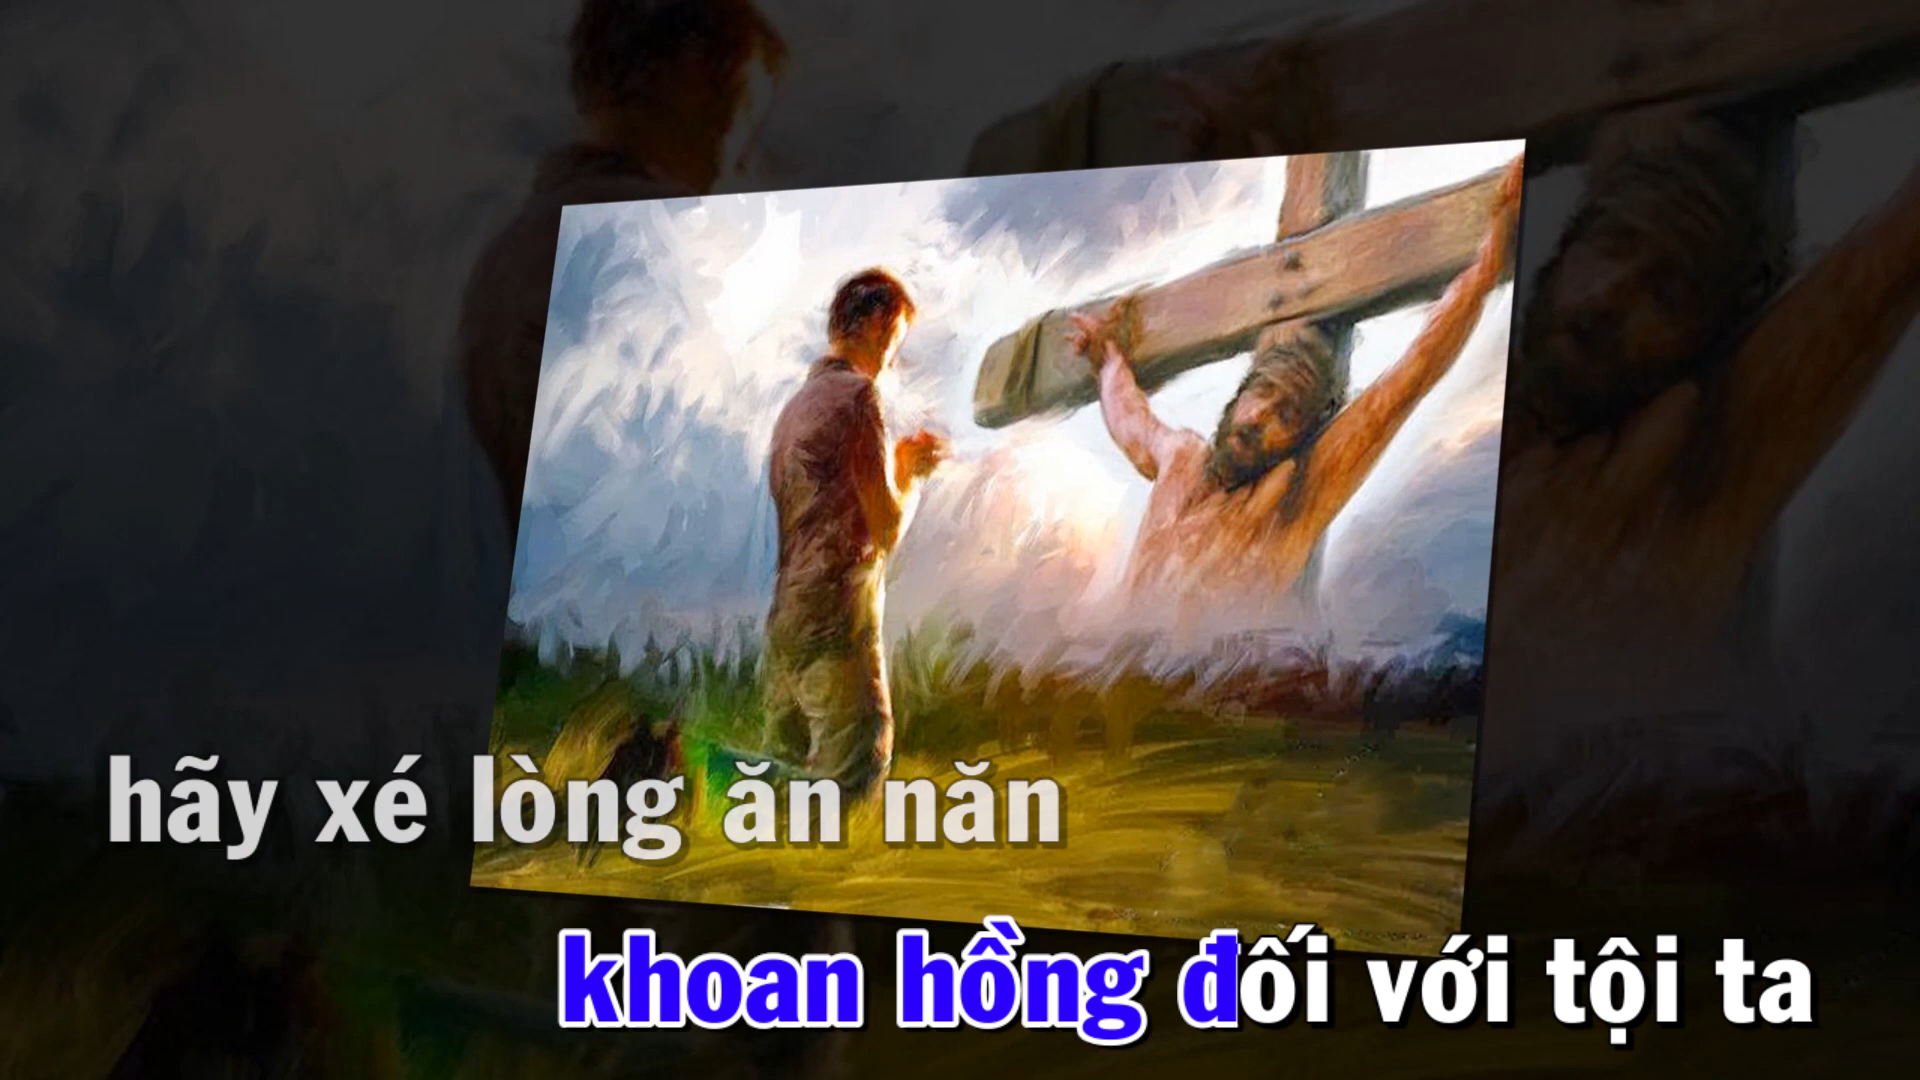 hãy xé lòng ăn năn
khoan hồng đối với tội ta